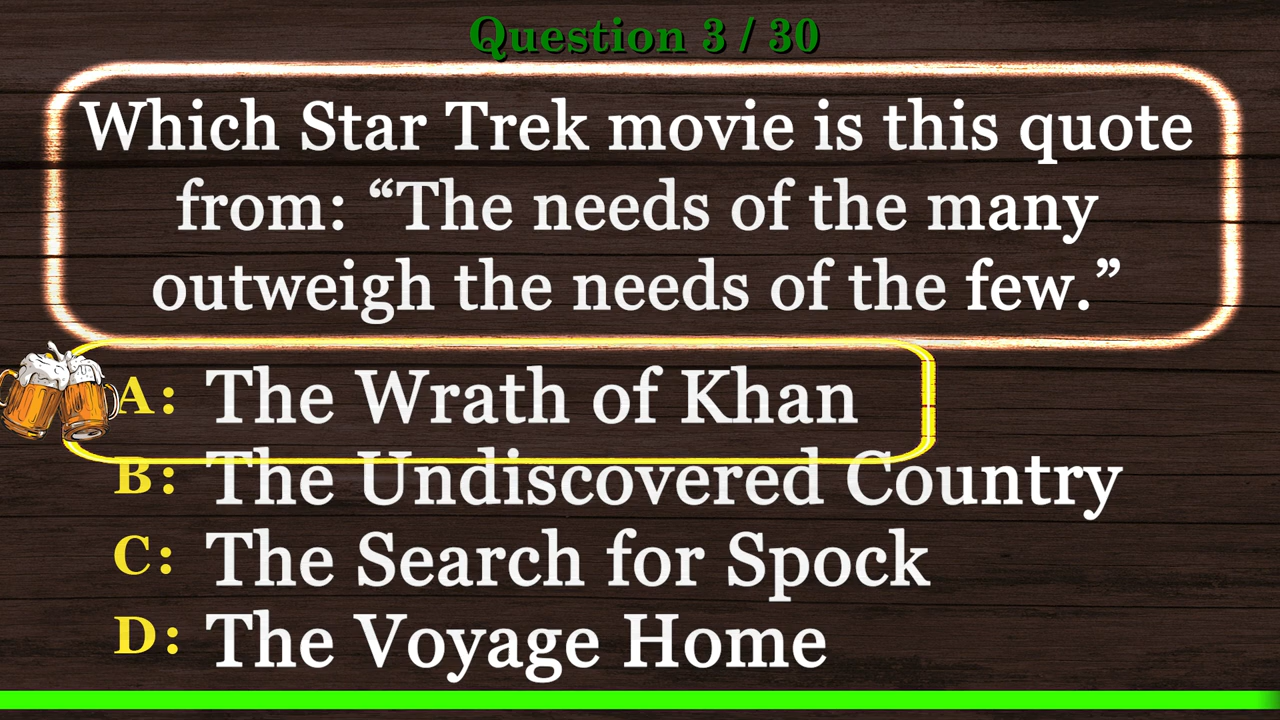 Question 3 / 30
Which Star Trek movie is this quote
from: “The needs of the many
outweigh the needs of the few.”
A: The Wrath of Khan
B: The Undiscovered Country
C: The Search for Spock
D: The Voyage Home